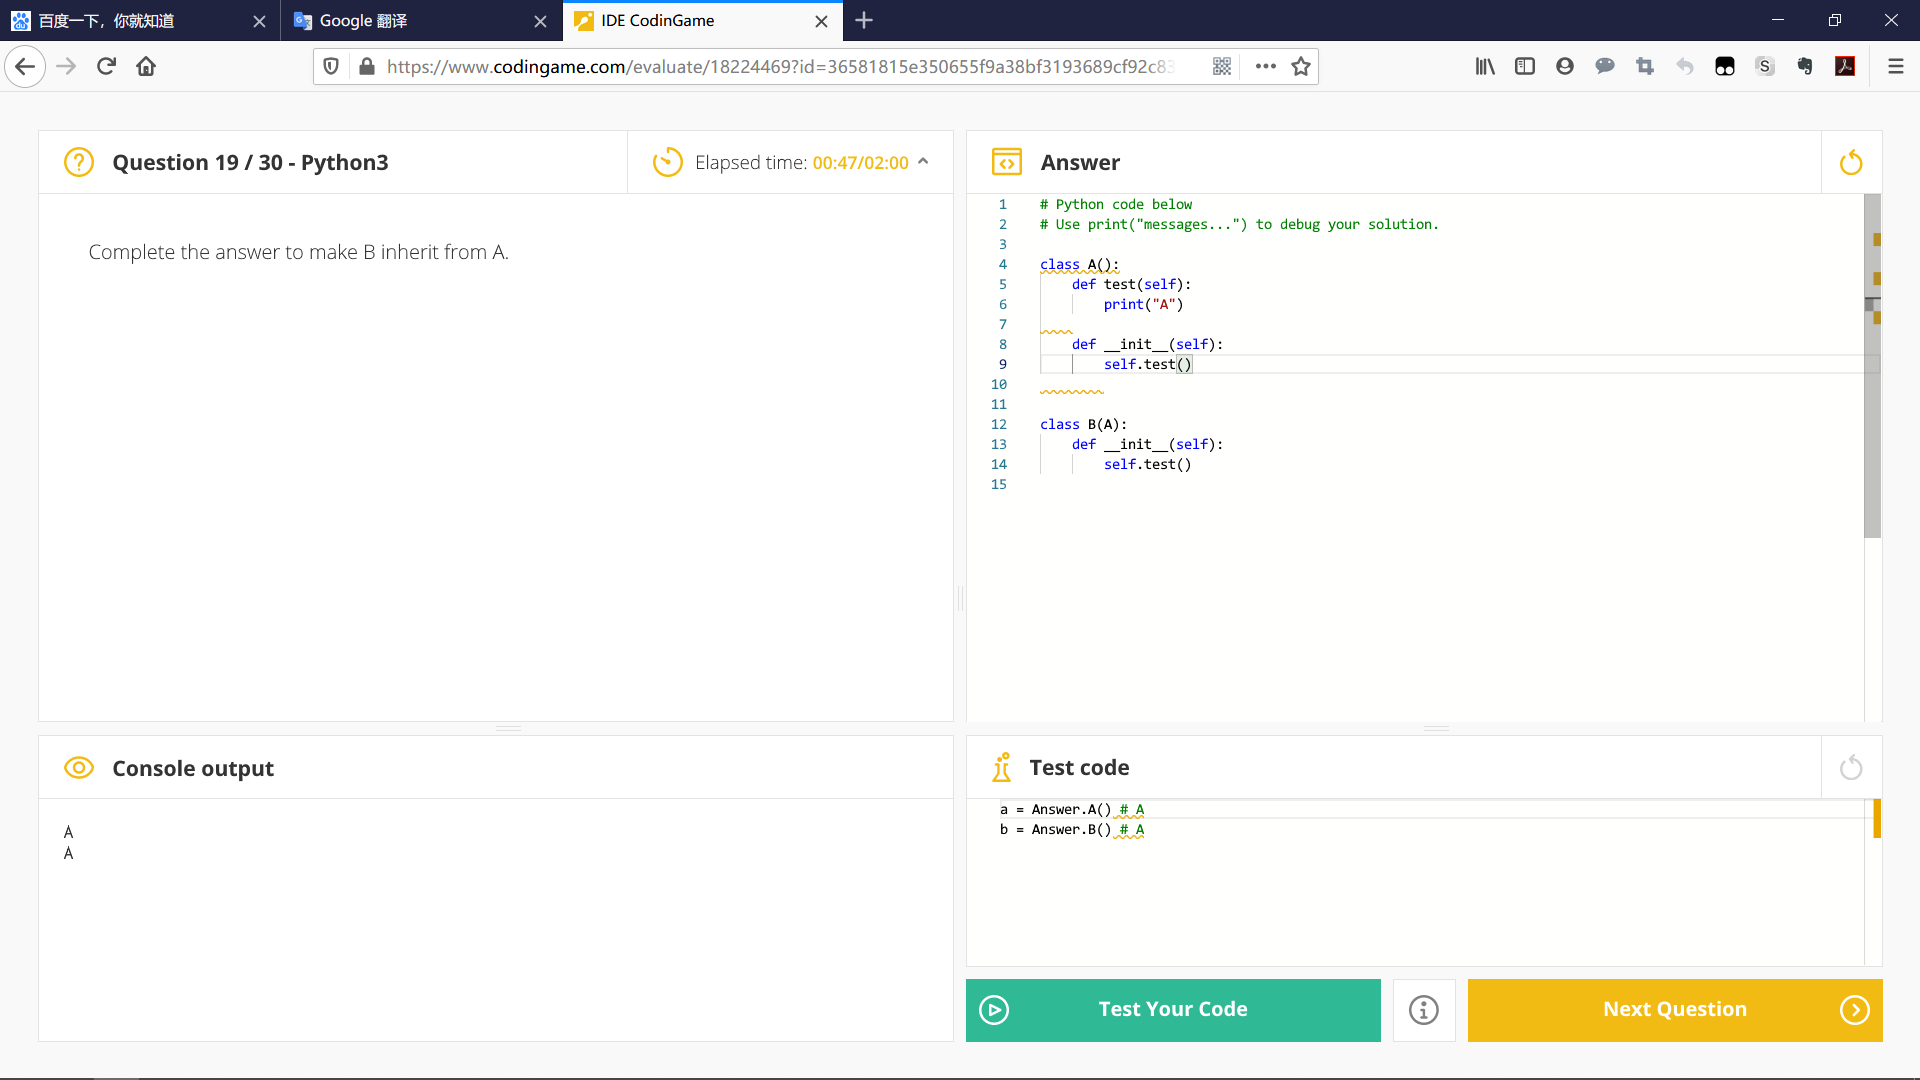 百度一下，你就知道
Google 翻译
IDE CodinGame
https://www.codingame.com/evaluate/18224469?id=36581815e350655f9a38bf3193689cf92c83
Question 19 / 30 - Python3
Elapsed time: 00:47/02:00
Complete the answer to make B inherit from A.
Answer
1 # Python code below
2 # Use print("messages...") to debug your solution.
3
4 class A():
5 def test(self):
6 print("A")
7
8 def __init__(self):
9 self.test()
10
11
12 class B(A):
13 def __init__(self):
14 self.test()
15
Console output
A
A
Test code
a = Answer.A() # A
b = Answer.B() # A
Test Your Code
Next Question